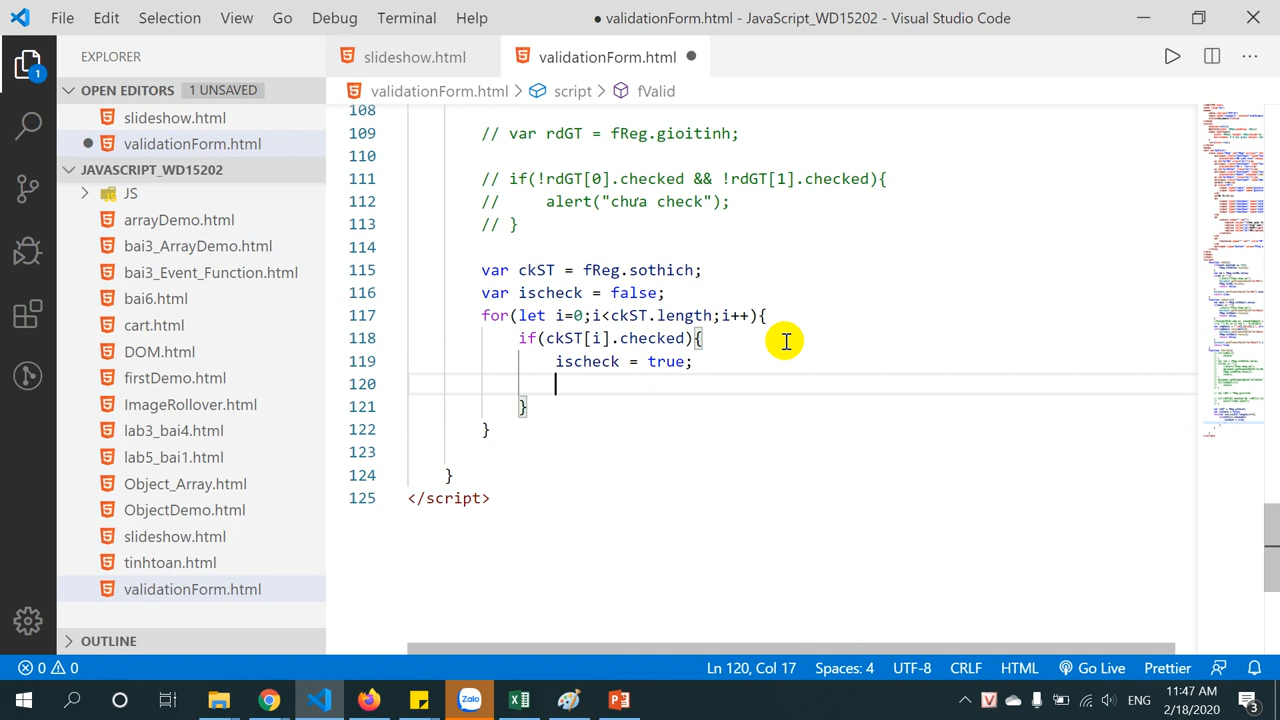 File Edit Selection View Go Debug Terminal Help
● validationForm.html - JavaScript_WD15202 - Visual Studio Code
EXPLORER
OPEN EDITORS 1 UNSAVED
slideshow.html
validationForm.html
JAVASCRIPT_WD15202
JS
arrayDemo.html
bai3_ArrayDemo.html
bai3_Event_Function.html
bai6.html
cart.html
DOM.html
firstDemo.html
ImageRollover.html
lab3_bai4.html
lab5_bai1.html
Object_Array.html
ObjectDemo.html
slideshow.html
tinhtoan.html
validationForm.html
OUTLINE
slideshow.html validationForm.html ●
validationForm.html > script > fValid
108
109 // var rdGT = fReg.gioitinh;
110
111 // if(!rdGT[0].checked && !rdGT[1].checked){
112 //     alert("chưa check");
113 // }
114
115 var ckST = fReg.sothich;
116 var ischeck = false;
117 for(let i=0;i<ckST.length;i++){
118 if(ckST[i].checked){
119 ischeck = true;
120
121 }
122 }
123
124 }
125 </script>
0 0 Ln 120, Col 17 Spaces: 4 UTF-8 CRLF HTML Go Live Prettier
1
Zalo
ENG
11:47 AM
2/18/2020
3